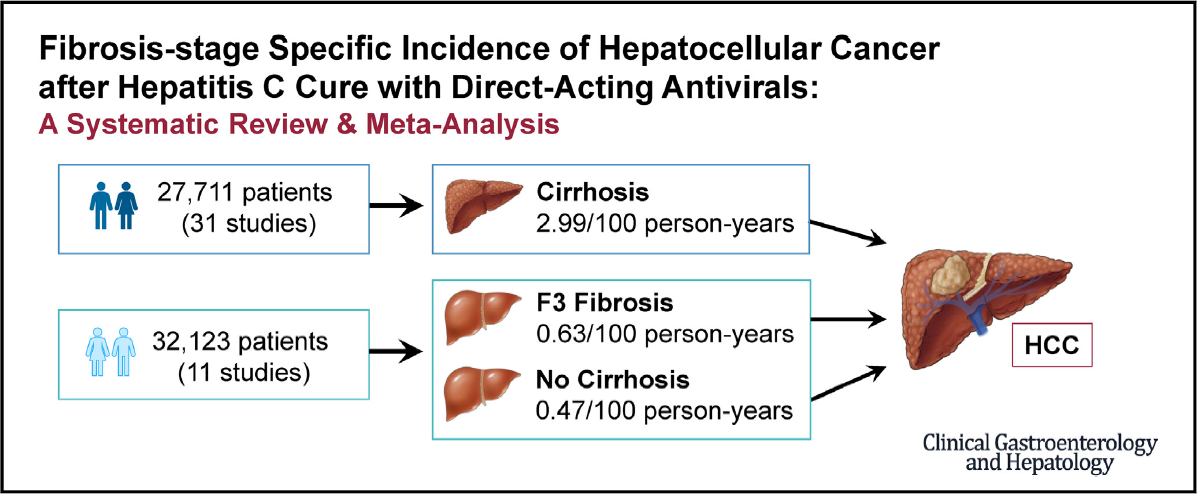 Fibrosis-stage Specific Incidence of Hepatocellular Cancer
after Hepatitis C Cure with Direct-Acting Antivirals:
A Systematic Review & Meta-Analysis
27,711 patients
(31 studies)
Cirrhosis
2.99/100 person-years
32,123 patients
(11 studies)
F3 Fibrosis
0.63/100 person-years
No Cirrhosis
0.47/100 person-years
HCC
Clinical Gastroenterology
and Hepatology